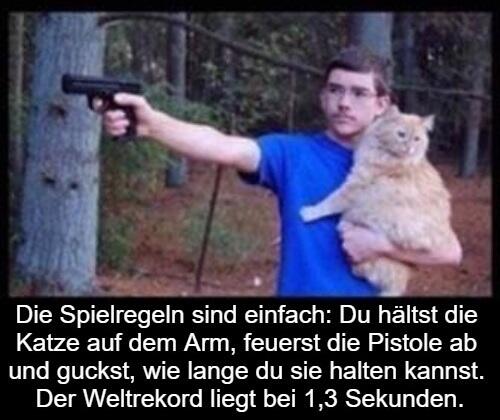 Die Spielregeln sind einfach: Du hältst die
Katze auf dem Arm, feuerst die Pistole ab
und guckst, wie lange du sie halten kannst.
Der Weltrekord liegt bei 1,3 Sekunden.